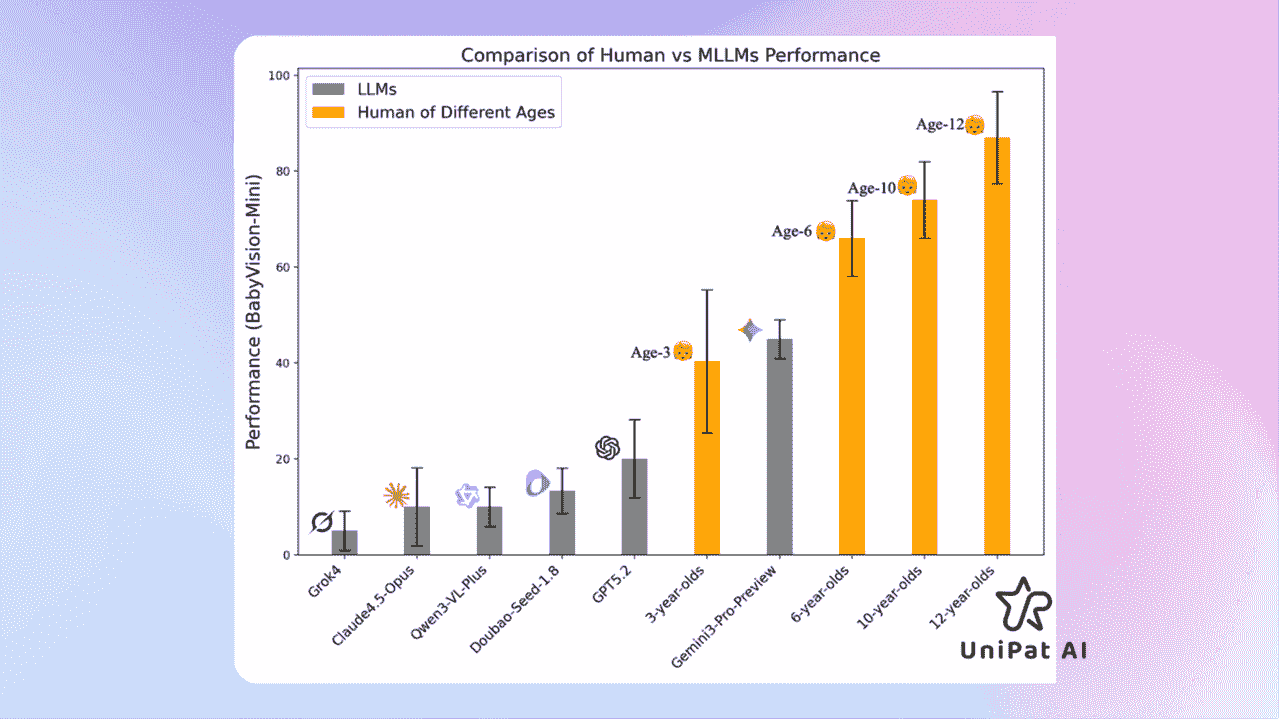 Comparison of Human vs MLLMs Performance
LLMs
Human of Different Ages
Performance (BabyVision-Mini)
100
80
60
40
20
0
Age-3
Age-6
Age-10
Age-12
Grok4
Claude4.5-Opus
Qwen3-VL-Plus
Doubao-Seed-1.8
GPT5.2
3-year-olds
Gemini3-Pro-Preview
6-year-olds
10-year-olds
12-year-olds
UniPat AI